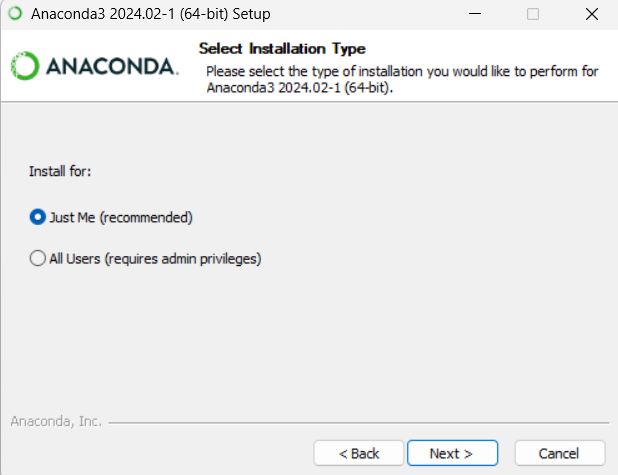 Anaconda3 2024.02-1 (64-bit) Setup
ANACONDA.
Select Installation Type
Please select the type of installation you would like to perform for
Anaconda3 2024.02-1 (64-bit).
Install for:
Just Me (recommended)
All Users (requires admin privileges)
Anaconda, Inc.
< Back
Next >
Cancel